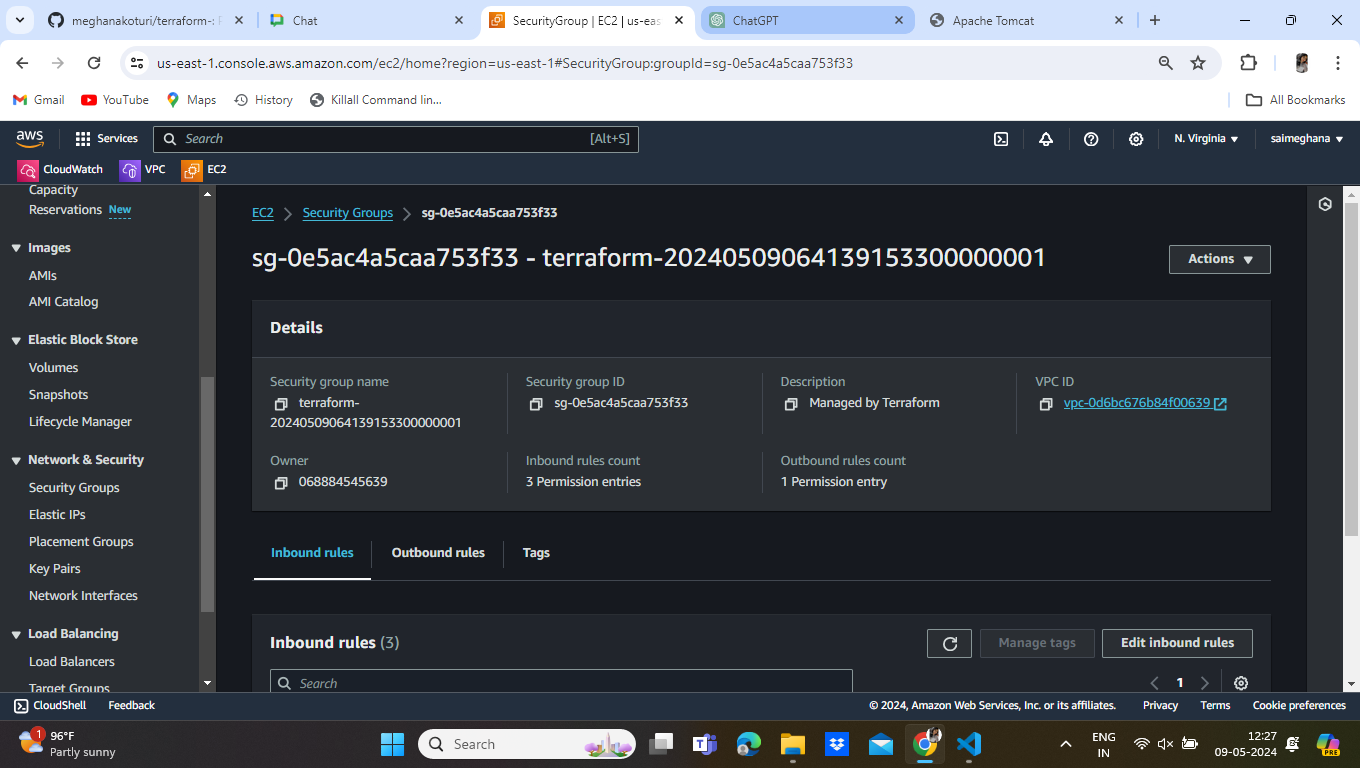 meghanakoturi/terraform-: 
Chat
SecurityGroup | EC2 | us-eas
ChatGPT
Apache Tomcat
us-east-1.console.aws.amazon.com/ec2/home?region=us-east-1#SecurityGroup:groupId=sg-0e5ac4a5caa753f33
Gmail
YouTube
Maps
History
Killall Command lin...
All Bookmarks
aws
Services
Search
[Alt+S]
N. Virginia
saimeghana
CloudWatch
VPC
EC2
Capacity
Reservations New
Images
AMIs
AMI Catalog
Elastic Block Store
Volumes
Snapshots
Lifecycle Manager
Network & Security
Security Groups
Elastic IPs
Placement Groups
Key Pairs
Network Interfaces
Load Balancing
Load Balancers
Target Groups
EC2
Security Groups
sg-0e5ac4a5caa753f33
sg-0e5ac4a5caa753f33 - terraform-20240509064139153300000001
Actions
Details
Security group name
terraform-
20240509064139153300000001
Security group ID
sg-0e5ac4a5caa753f33
Description
Managed by Terraform
VPC ID
vpc-0d6bc676b84f00639
Owner
068884545639
Inbound rules count
3 Permission entries
Outbound rules count
1 Permission entry
Inbound rules
Outbound rules
Tags
Inbound rules (3)
Manage tags
Edit inbound rules
Search
1
CloudShell
Feedback
© 2024, Amazon Web Services, Inc. or its affiliates.
Privacy
Terms
Cookie preferences
1
96°F
Partly sunny
Search
ENG
IN
12:27
09-05-2024
PRE